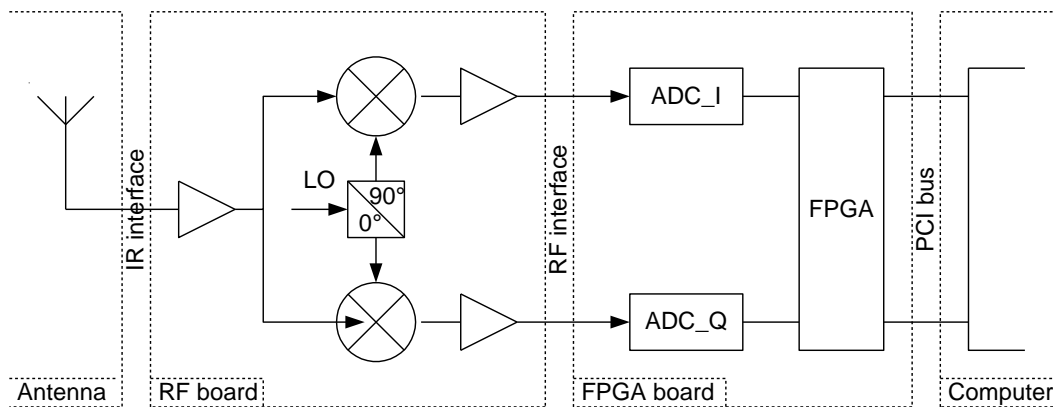 ADC_I
LO
90°
0°
FPGA
IR interface
RF interface
PCI bus
ADC_Q
Antenna
RF board
FPGA board
Computer